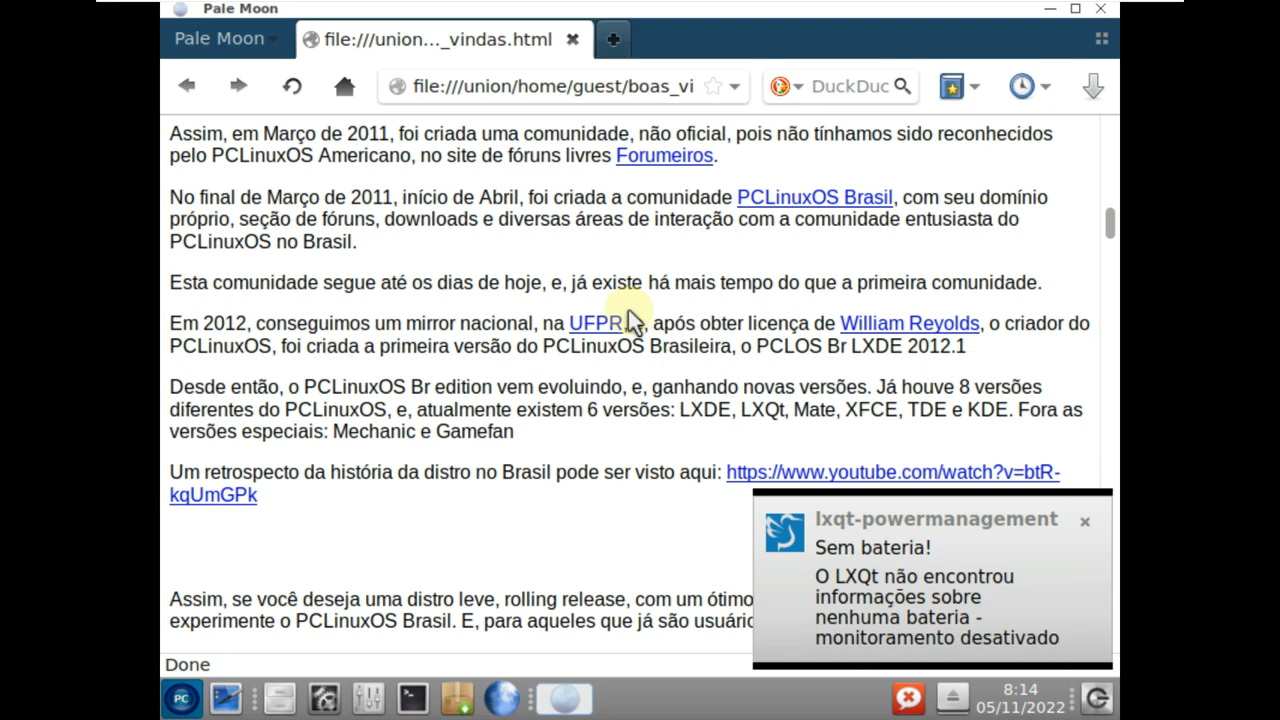 Pale Moon
Pale Moon
file:///union..._vindas.html
file:///union/home/guest/boas_vi
DuckDuc
Assim, em Março de 2011, foi criada uma comunidade, não oficial, pois não tínhamos sido reconhecidos
pelo PCLinuxOS Americano, no site de fóruns livres Forumeiros.
No final de Março de 2011, início de Abril, foi criada a comunidade PCLinuxOS Brasil, com seu domínio
próprio, seção de fóruns, downloads e diversas áreas de interação com a comunidade entusiasta do
PCLinuxOS no Brasil.
Esta comunidade segue até os dias de hoje, e, já existe há mais tempo do que a primeira comunidade.
Em 2012, conseguimos um mirror nacional, na UFPR, após obter licença de William Reyolds, o criador do
PCLinuxOS, foi criada a primeira versão do PCLinuxOS Brasileira, o PCLOS Br LXDE 2012.1
Desde então, o PCLinuxOS Br edition vem evoluindo, e, ganhando novas versões. Já houve 8 versões
diferentes do PCLinuxOS, e, atualmente existem 6 versões: LXDE, LXQt, Mate, XFCE, TDE e KDE. Fora as
versões especiais: Mechanic e Gamefan
Um retrospecto da história da distro no Brasil pode ser visto aqui: https://www.youtube.com/watch?v=btR-
kqUmGPk
Assim, se você deseja uma distro leve, rolling release, com um ótimo
experimente o PCLinuxOS Brasil. E, para aqueles que já são usuário
lxqt-powermanagement
Sem bateria!
O LXQt não encontrou
informações sobre
nenhuma bateria -
monitoramento desativado
Done
PC
8:14
05/11/2022